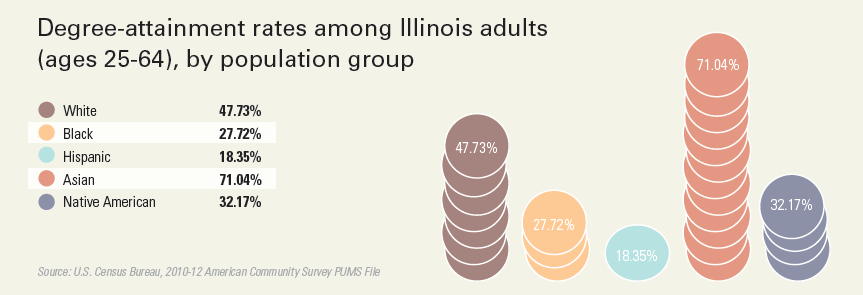 Degree-attainment rates among Illinois adults
(ages 25-64), by population group
White 47.73%
Black 27.72%
Hispanic 18.35%
Asian 71.04%
Native American 32.17%
Source: U.S. Census Bureau, 2010-12 American Community Survey PUMS File
47.73%
27.72%
18.35%
71.04%
32.17%